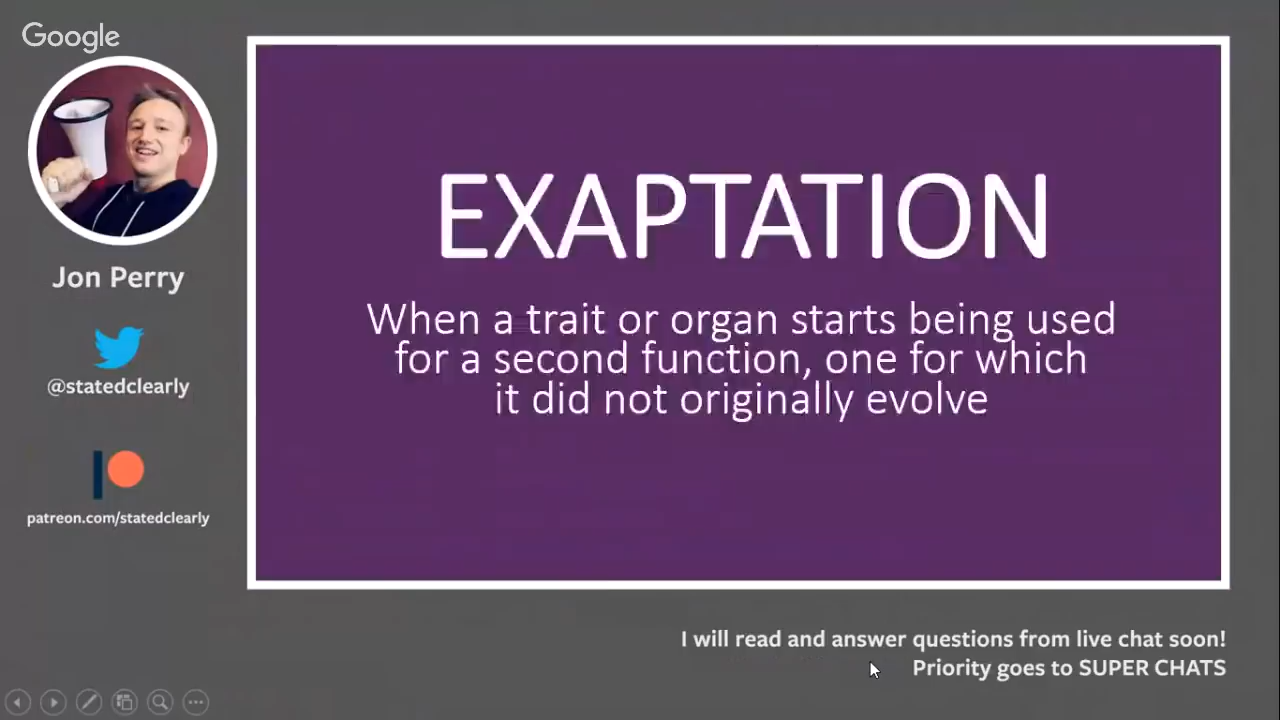 Google
Jon Perry
@statedclearly
patreon.com/statedclearly
EXAPTATION
When a trait or organ starts being used
for a second function, one for which
it did not originally evolve
I will read and answer questions from live chat soon!
Priority goes to SUPER CHATS